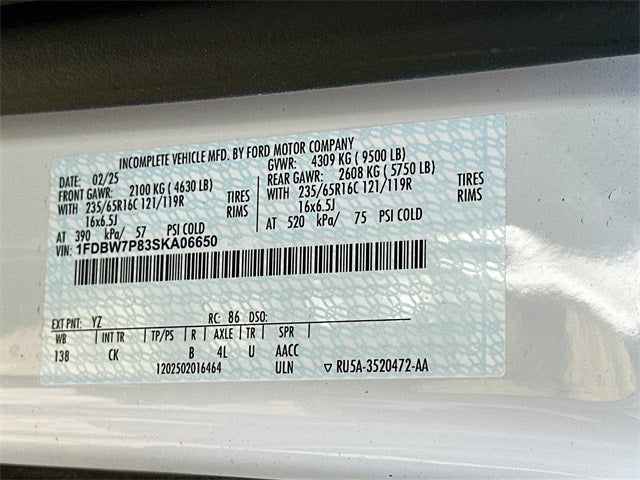 INCOMPLETE VEHICLE MFD. BY FORD MOTOR COMPANY
DATE: 02/25 GVWR: 4309 KG ( 9500 LB)
FRONT GAWR: 2100 KG ( 4630 LB) REAR GAWR: 2608 KG ( 5750 LB)
WITH 235/65R16C 121/119R TIRES WITH 235/65R16C 121/119R TIRES
16x6.5J RIMS 16x6.5J RIMS
AT 390 kPa/ 57 PSI COLD AT 520 kPa/ 75 PSI COLD
VIN: 1FDBW7P83SKA06650
EXT PNT: YZ RC: 86 DSO:
WB INT TR TP/PS R AXLE TR SPR
138 CK B 4L U AACC
1202502016464 ULN ▽ RU5A-3520472-AA